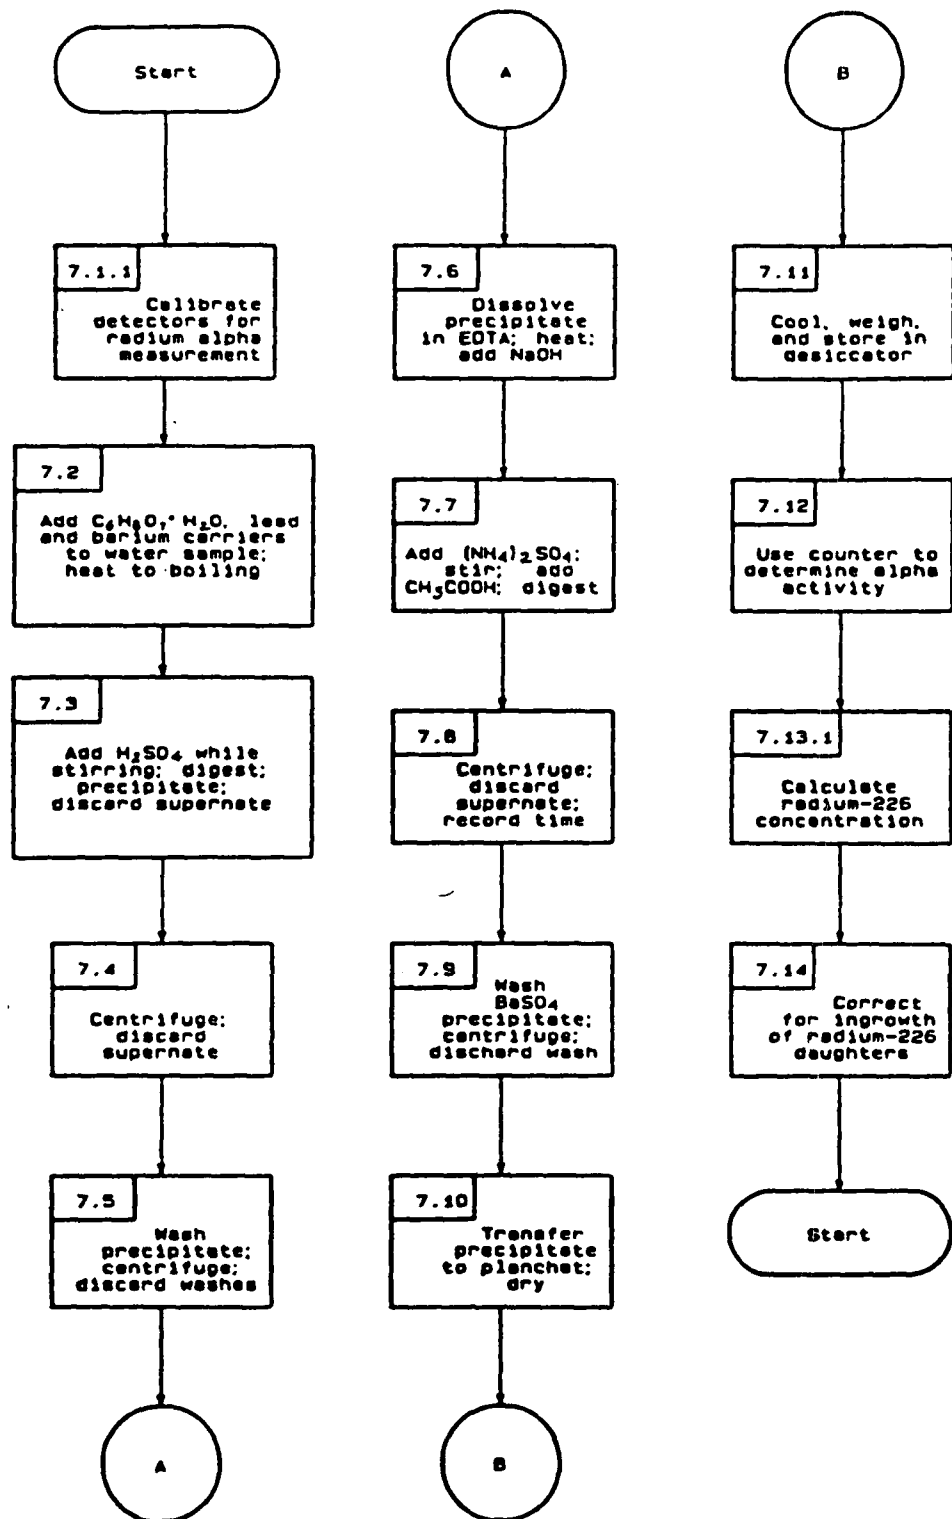 Start
7.1.1
Calibrate
detectors for
radium alpha
measurement
7.2
Add C₆H₈O₇·H₂O, lead
and barium carriers
to water sample;
heat to boiling
7.3
Add H₂SO₄ while
stirring; digest;
precipitate;
discard supernate
7.4
Centrifuge;
discard
supernate
7.5
Wash
precipitate;
centrifuge;
discard washes
A
A
7.6
Dissolve
precipitate
in EDTA; heat;
add NaOH
7.7
Add (NH₄)₂SO₄;
stir; add
CH₃COOH; digest
7.8
Centrifuge;
discard
supernate;
record time
7.9
Wash
BaSO₄
precipitate;
centrifuge;
dischard wash
7.10
Transfer
precipitate
to planchet;
dry
B
B
7.11
Cool, weigh,
and store in
desiccator
7.12
Use counter to
determine alpha
activity
7.13.1
Calculate
radium-226
concentration
7.14
Correct
for ingrowth
of radium-226
daughters
Start